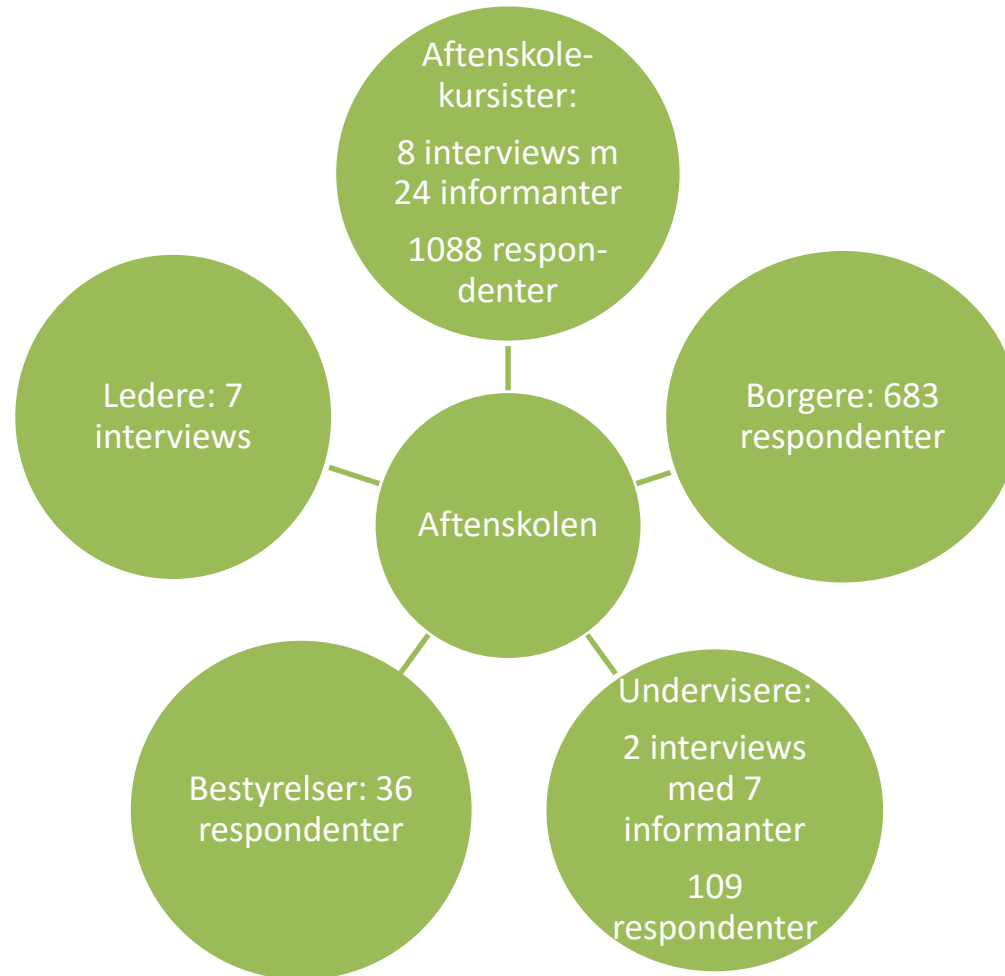 Aftenskole-
kursister:
8 interviews m
24 informanter
1088 respon-
denter
Ledere: 7
interviews
Borgere: 683
respondenter
Aftenskolen
Bestyrelser: 36
respondenter
Undervisere:
2 interviews
med 7
informanter
109
respondenter